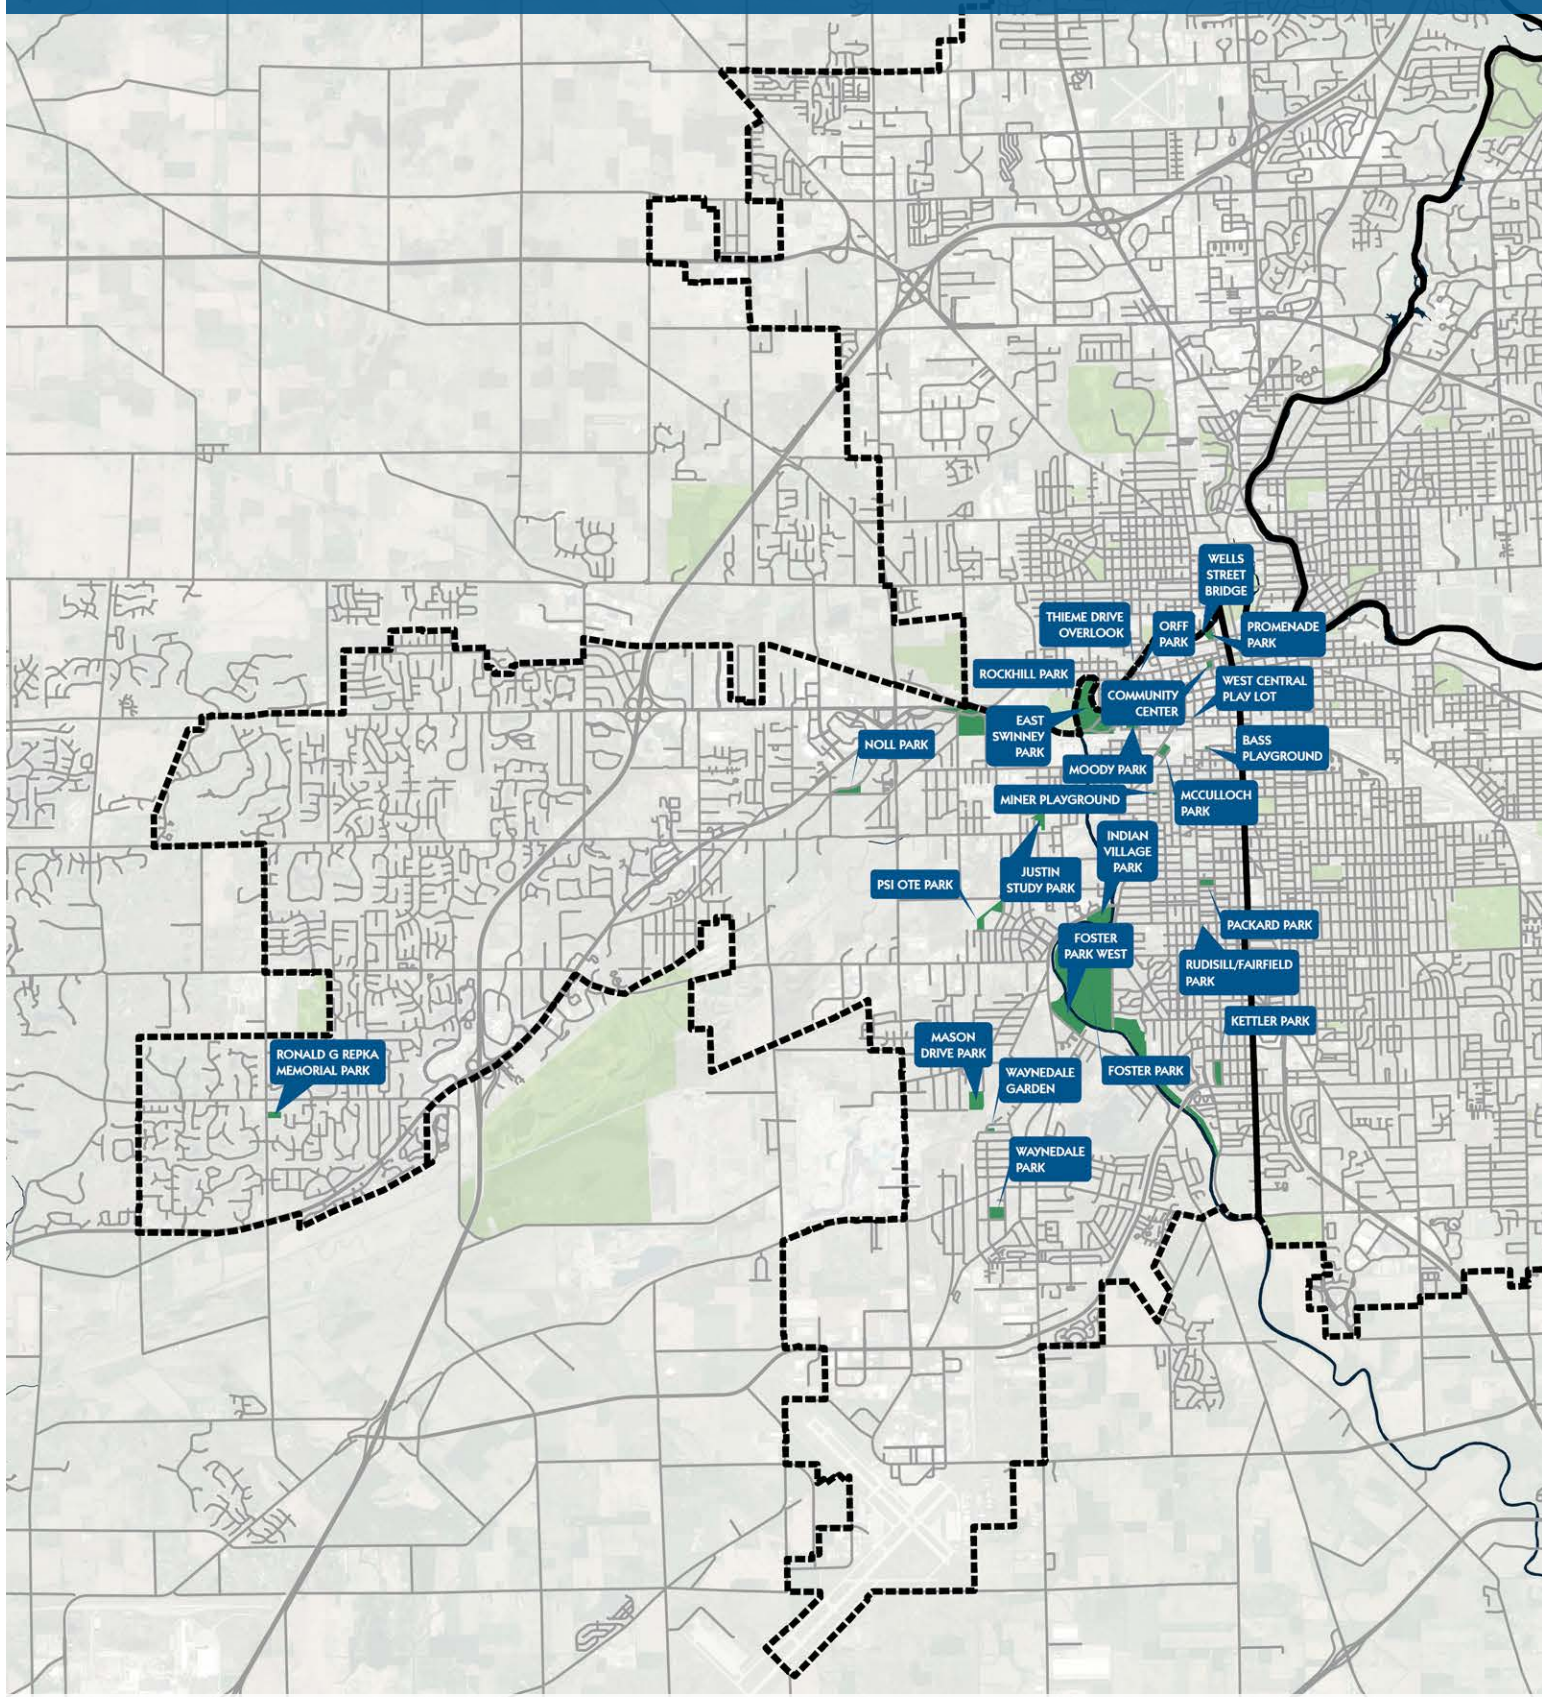 WELLS
STREET
BRIDGE
THIEME DRIVE
OVERLOOK
ORFF
PARK
PROMENADE
PARK
ROCKHILL PARK
COMMUNITY
CENTER
WEST CENTRAL
PLAY LOT
EAST
SWINNEY
PARK
NOLL PARK
BASS
PLAYGROUND
MOODY PARK
MINER PLAYGROUND
MCCULLOCH
PARK
INDIAN
VILLAGE
PARK
JUSTIN
STUDY PARK
PSI OTE PARK
PACKARD PARK
FOSTER
PARK WEST
RUDISILL/FAIRFIELD
PARK
KETTLER PARK
MASON
DRIVE PARK
RONALD G REPKA
MEMORIAL PARK
WAYNEDALE
GARDEN
FOSTER PARK
WAYNEDALE
PARK